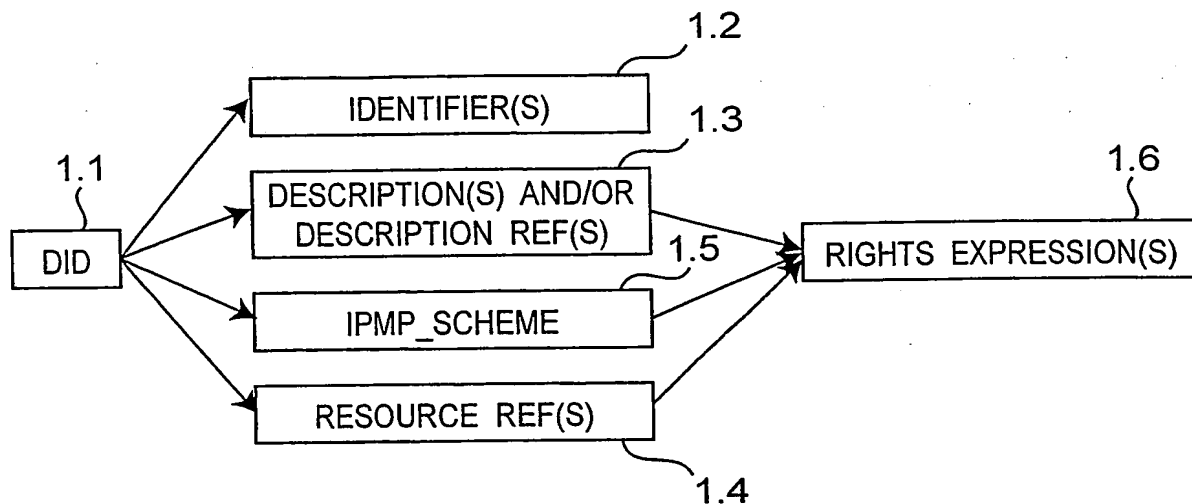 1.2
IDENTIFIER(S)
1.3
1.1
DESCRIPTION(S) AND/OR
DESCRIPTION REF(S)
1.6
DID
1.5
RIGHTS EXPRESSION(S)
IPMP_SCHEME
RESOURCE REF(S)
1.4